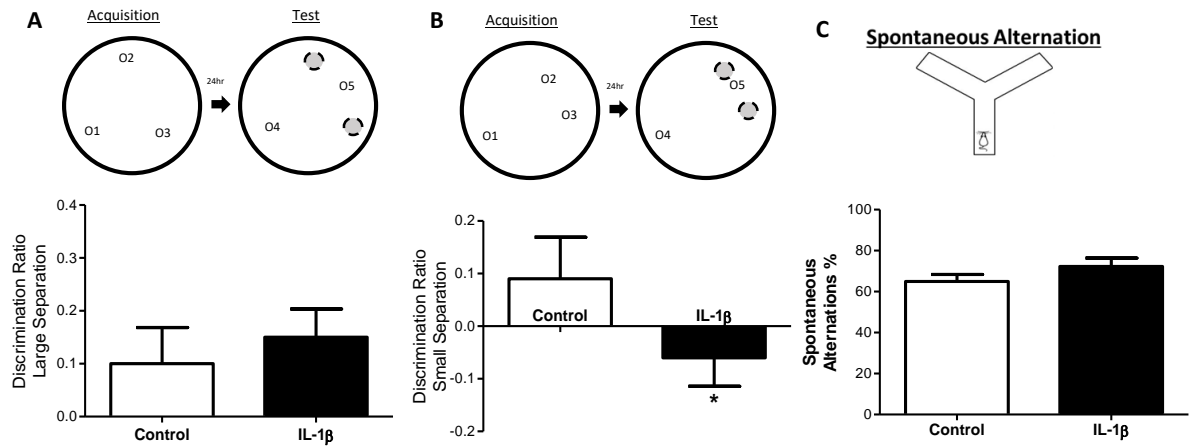 A
Acquisition
Test
O2
24hr
O5
O1
O3
O4
0.4
0.3
0.2
0.1
0.0
Discrimination Ratio
Large Separation
Control
IL-1β
B
Acquisition
Test
O2
24hr
O5
O3
O1
O4
0.2
0.1
0.0
-0.1
-0.2
Discrimination Ratio
Small Separation
Control
IL-1β
*
C
Spontaneous Alternation
100
80
60
40
20
0
Spontaneous
Alternations %
Control
IL-1β